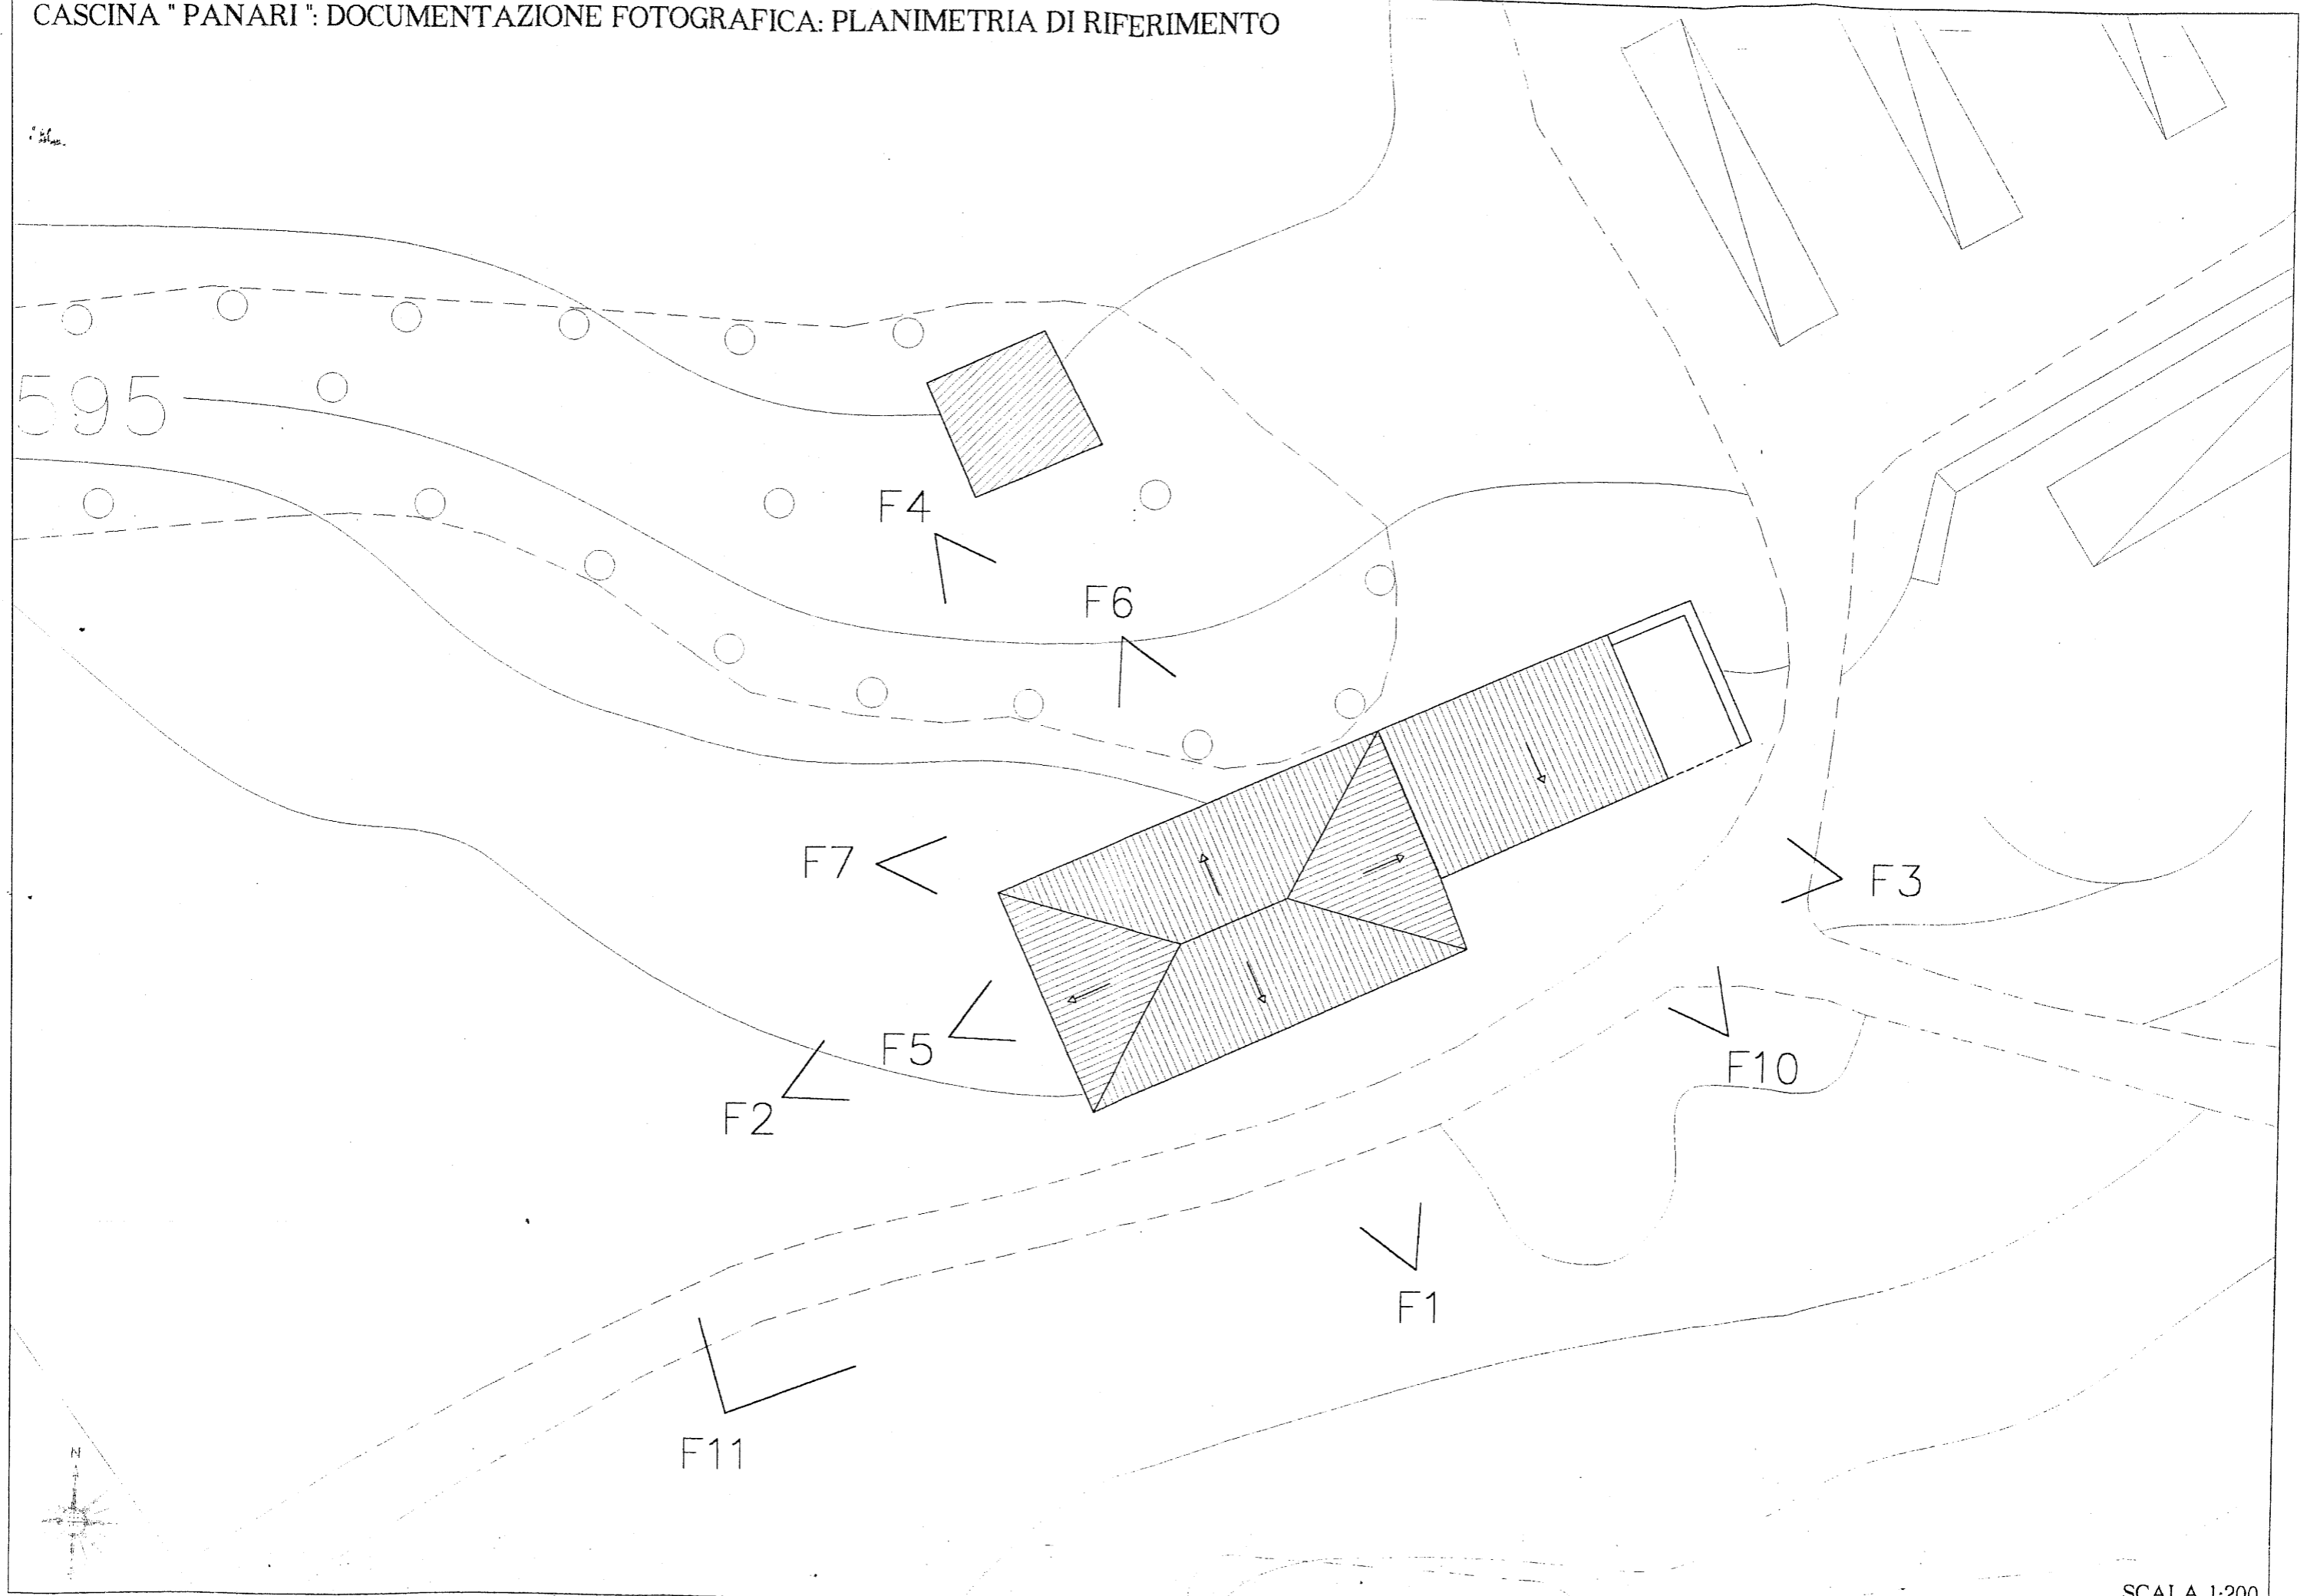 CASCINA " PANARI ": DOCUMENTAZIONE FOTOGRAFICA: PLANIMETRIA DI RIFERIMENTO
595
F4
F6
F7
F3
F5
F10
F2
F1
F11
N
SCALA 1:200